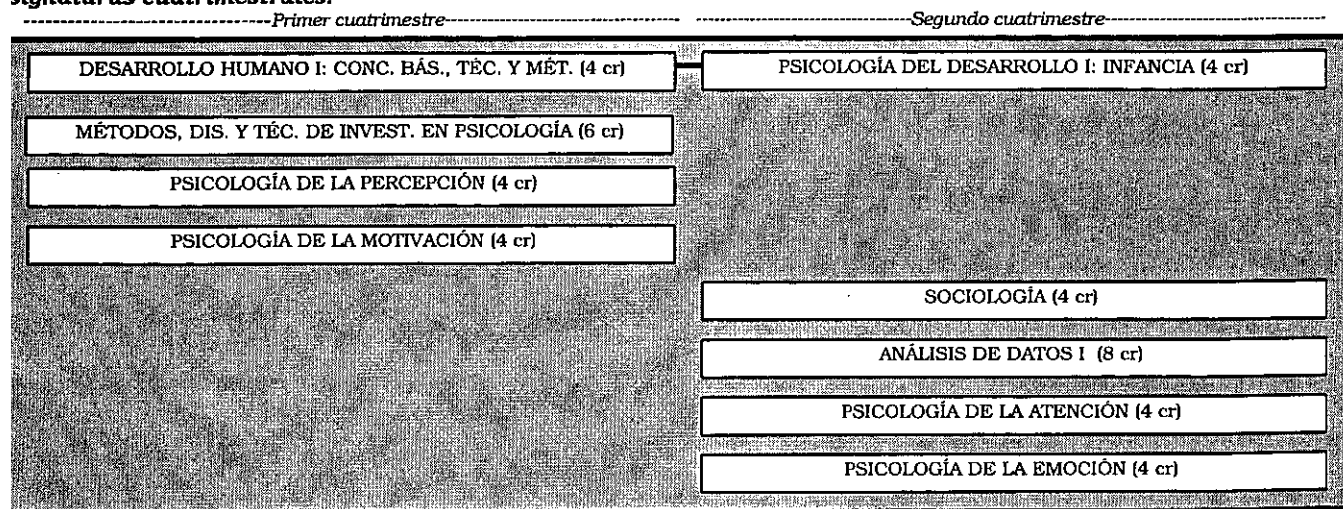 signaturas cuatrimestrales:
Primer cuatrimestre
Segundo cuatrimestre
DESARROLLO HUMANO I: CONC. BÁS., TÉC. Y MÉT. (4 cr)
PSICOLOGÍA DEL DESARROLLO I: INFANCIA (4 cr)
MÉTODOS, DIS. Y TÉC. DE INVEST. EN PSICOLOGÍA (6 cr)
PSICOLOGÍA DE LA PERCEPCIÓN (4 cr)
PSICOLOGÍA DE LA MOTIVACIÓN (4 cr)
SOCIOLOGÍA (4 cr)
ANÁLISIS DE DATOS I (8 cr)
PSICOLOGÍA DE LA ATENCIÓN (4 cr)
PSICOLOGÍA DE LA EMOCIÓN (4 cr)